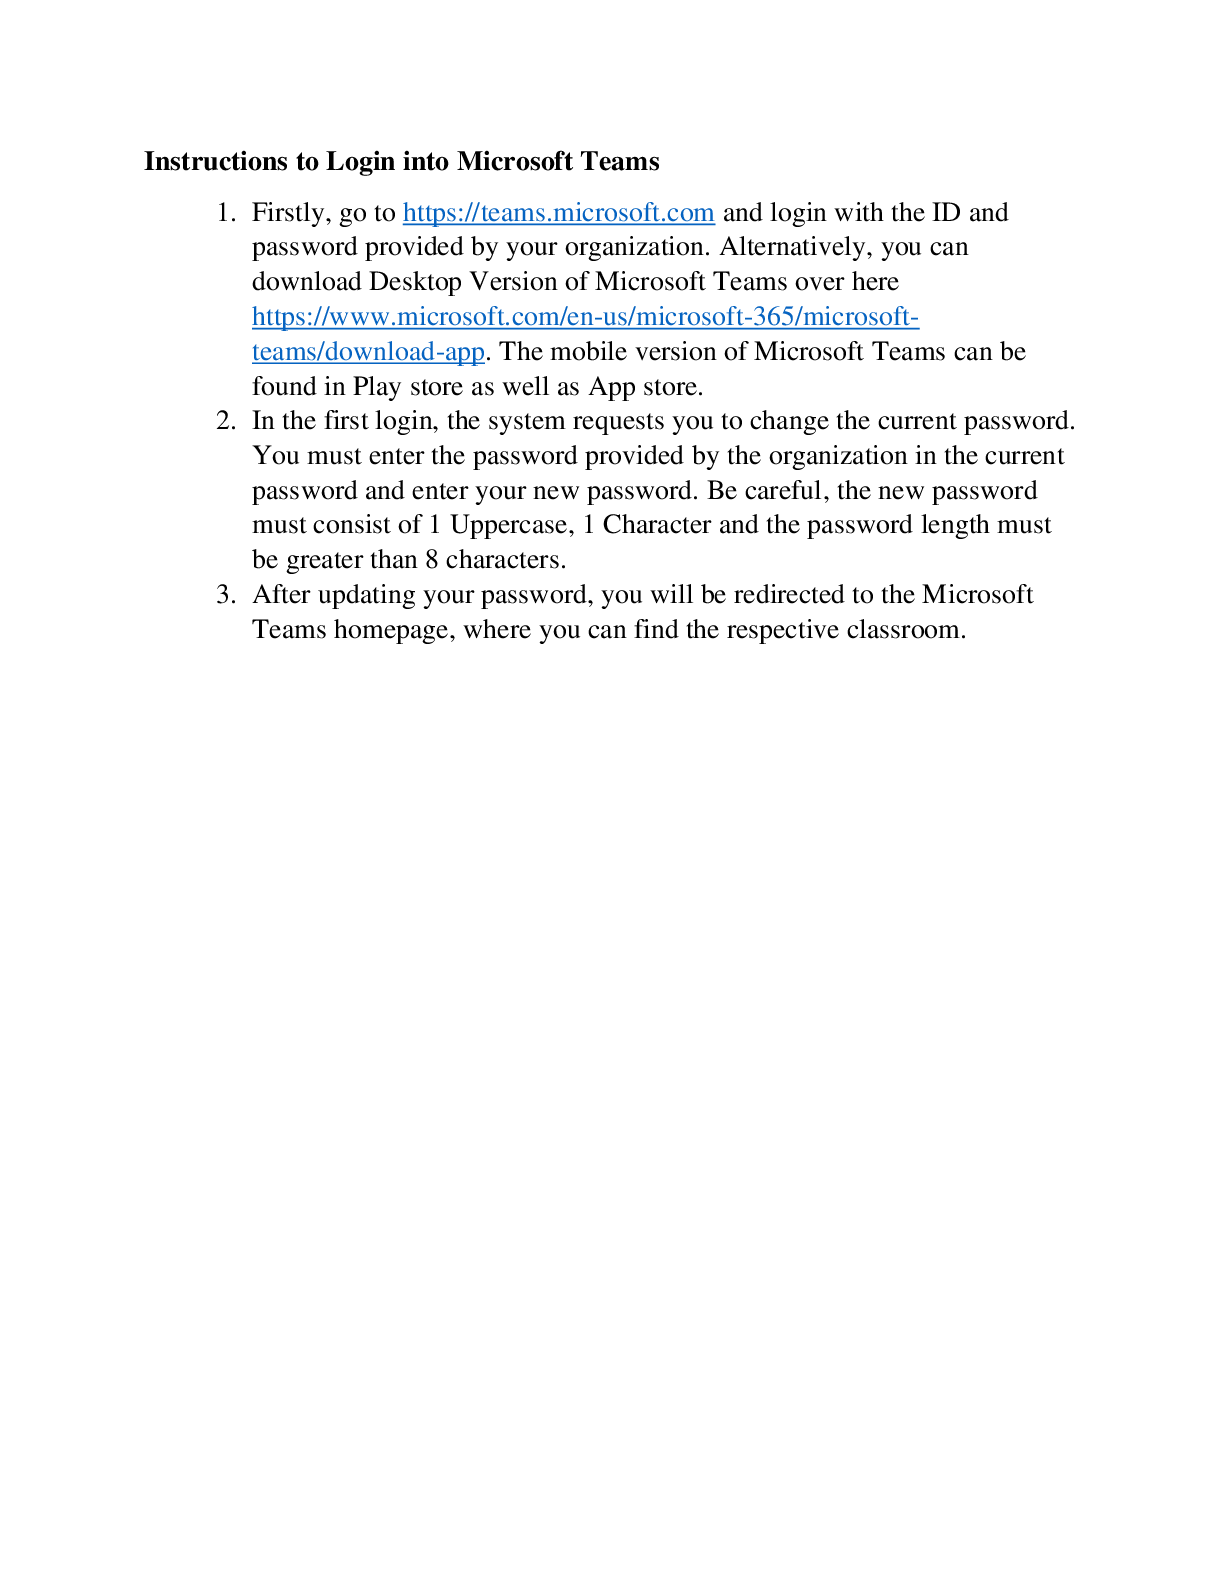 Instructions to Login into Microsoft Teams
1. Firstly, go to https://teams.microsoft.com and login with the ID and
password provided by your organization. Alternatively, you can
download Desktop Version of Microsoft Teams over here
https://www.microsoft.com/en-us/microsoft-365/microsoft-
teams/download-app. The mobile version of Microsoft Teams can be
found in Play store as well as App store.
2. In the first login, the system requests you to change the current password.
You must enter the password provided by the organization in the current
password and enter your new password. Be careful, the new password
must consist of 1 Uppercase, 1 Character and the password length must
be greater than 8 characters.
3. After updating your password, you will be redirected to the Microsoft
Teams homepage, where you can find the respective classroom.